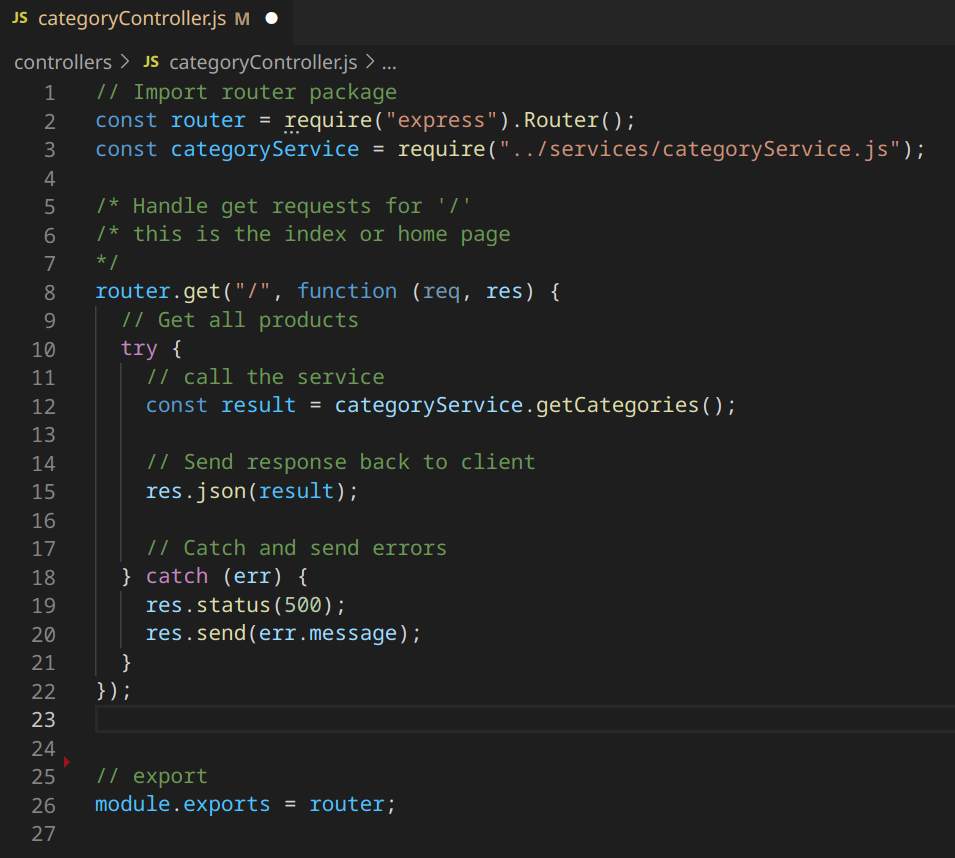 JS categoryController.js M
controllers > JS categoryController.js > ...
1 // Import router package
2 const router = require("express").Router();
3 const categoryService = require("../services/categoryService.js");
4
5 /* Handle get requests for '/'
6 /* this is the index or home page
7 */
8 router.get("/", function (req, res) {
9   // Get all products
10   try {
11     // call the service
12     const result = categoryService.getCategories();
13
14     // Send response back to client
15     res.json(result);
16
17     // Catch and send errors
18   } catch (err) {
19     res.status(500);
20     res.send(err.message);
21   }
22 });
23
24
25 // export
26 module.exports = router;
27